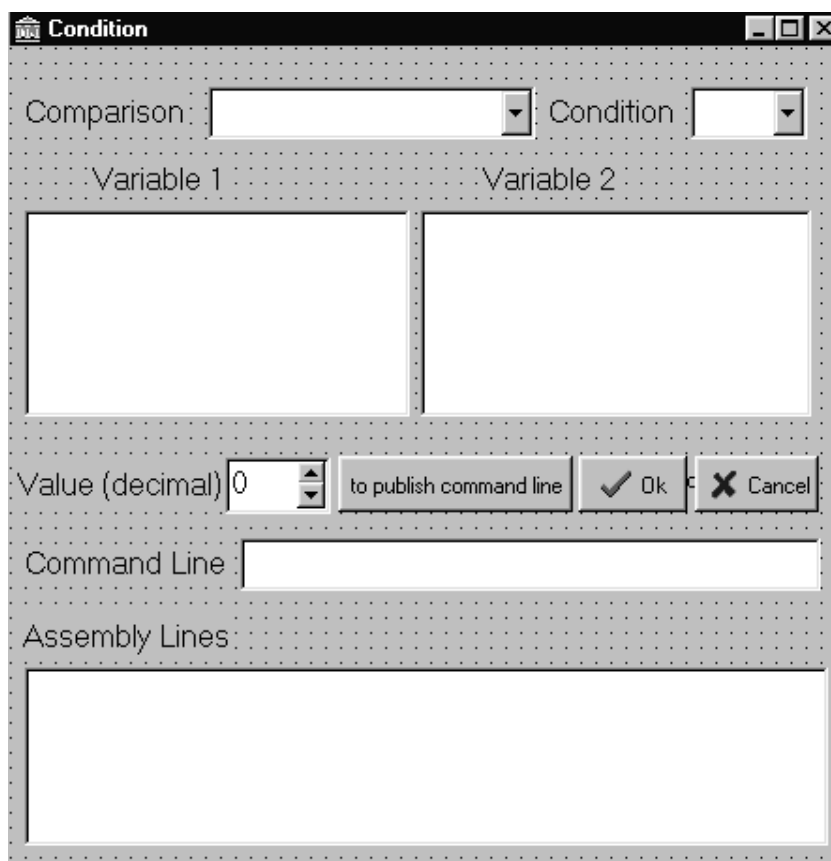 Condition
Comparison Condition
Variable 1 Variable 2
Value (decimal) 0 to publish command line Ok Cancel
Command Line
Assembly Lines